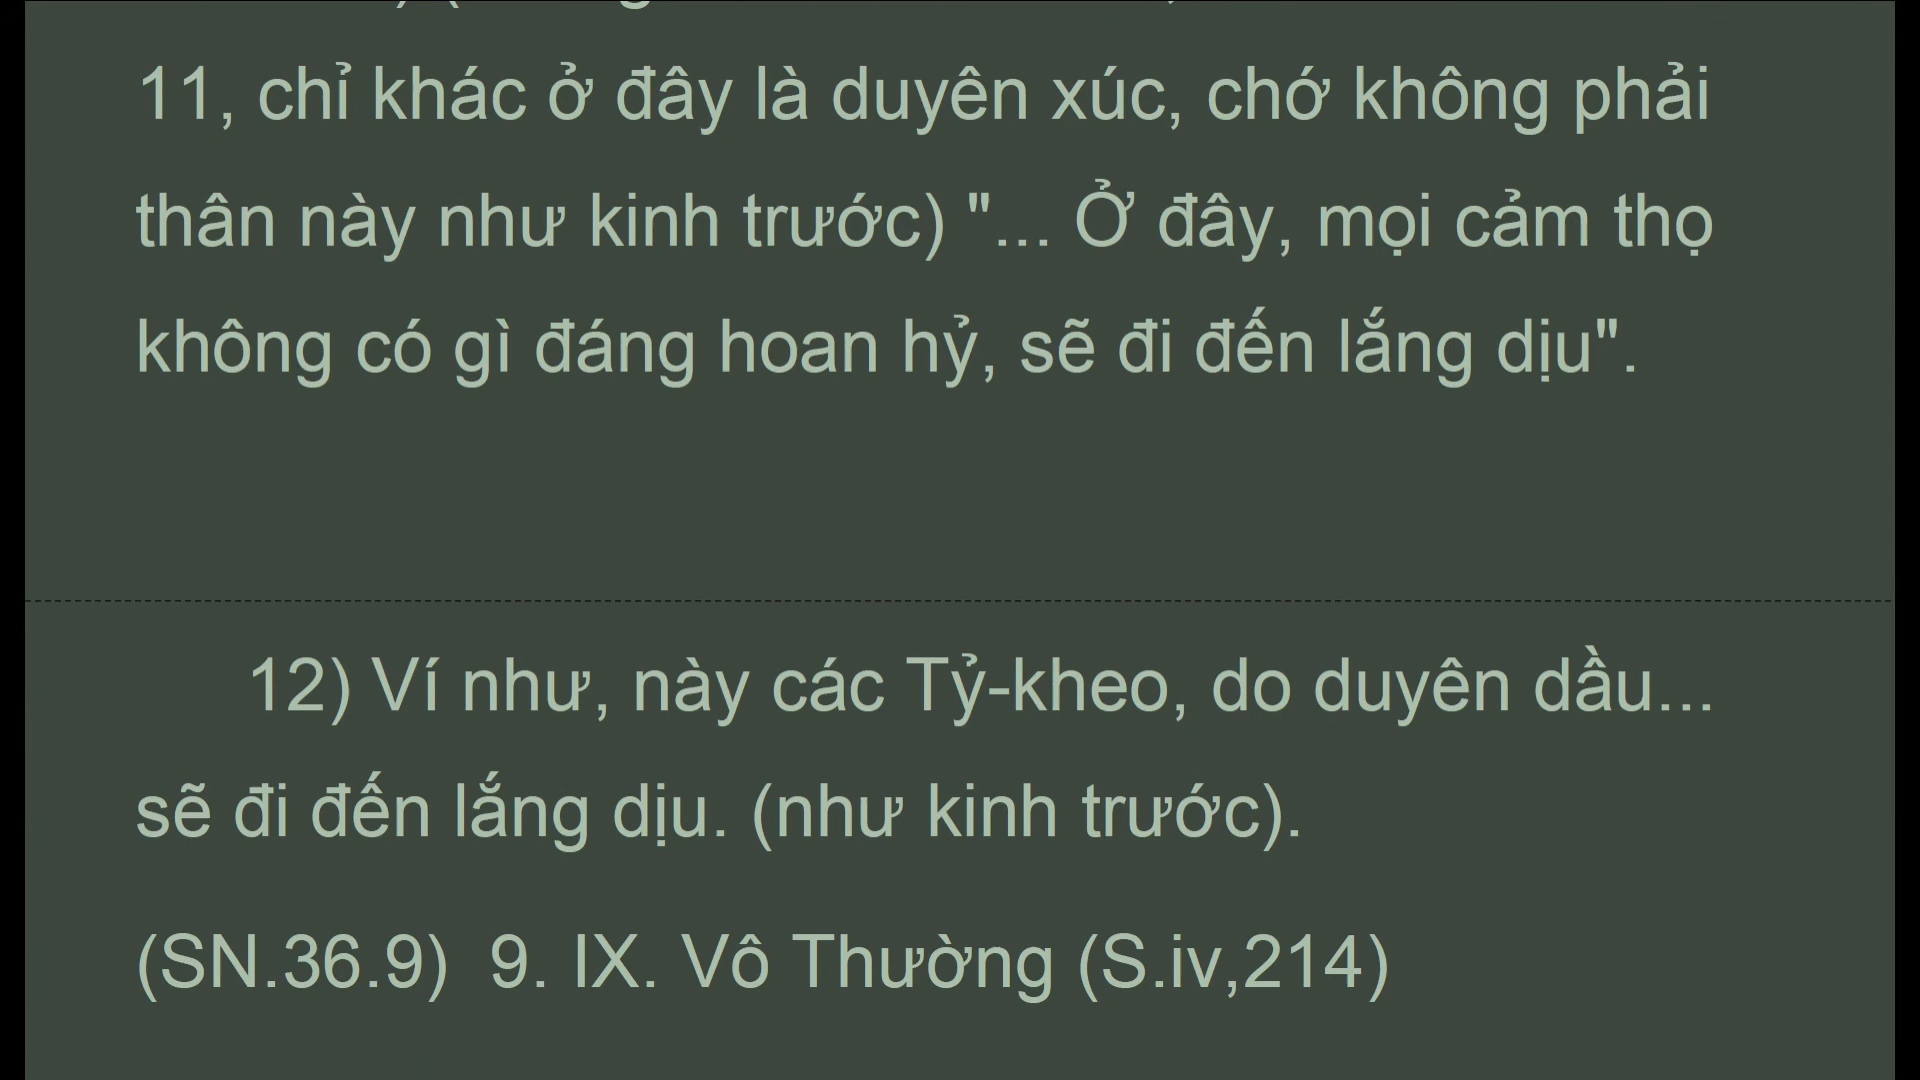 11, chỉ khác ở đây là duyên xúc, chớ không phải
thân này như kinh trước) "... Ở đây, mọi cảm thọ
không có gì đáng hoan hỷ, sẽ đi đến lắng dịu".
12) Ví như, này các Tỷ-kheo, do duyên dầu...
sẽ đi đến lắng dịu. (như kinh trước).
(SN.36.9)  9. IX. Vô Thường (S.iv,214)